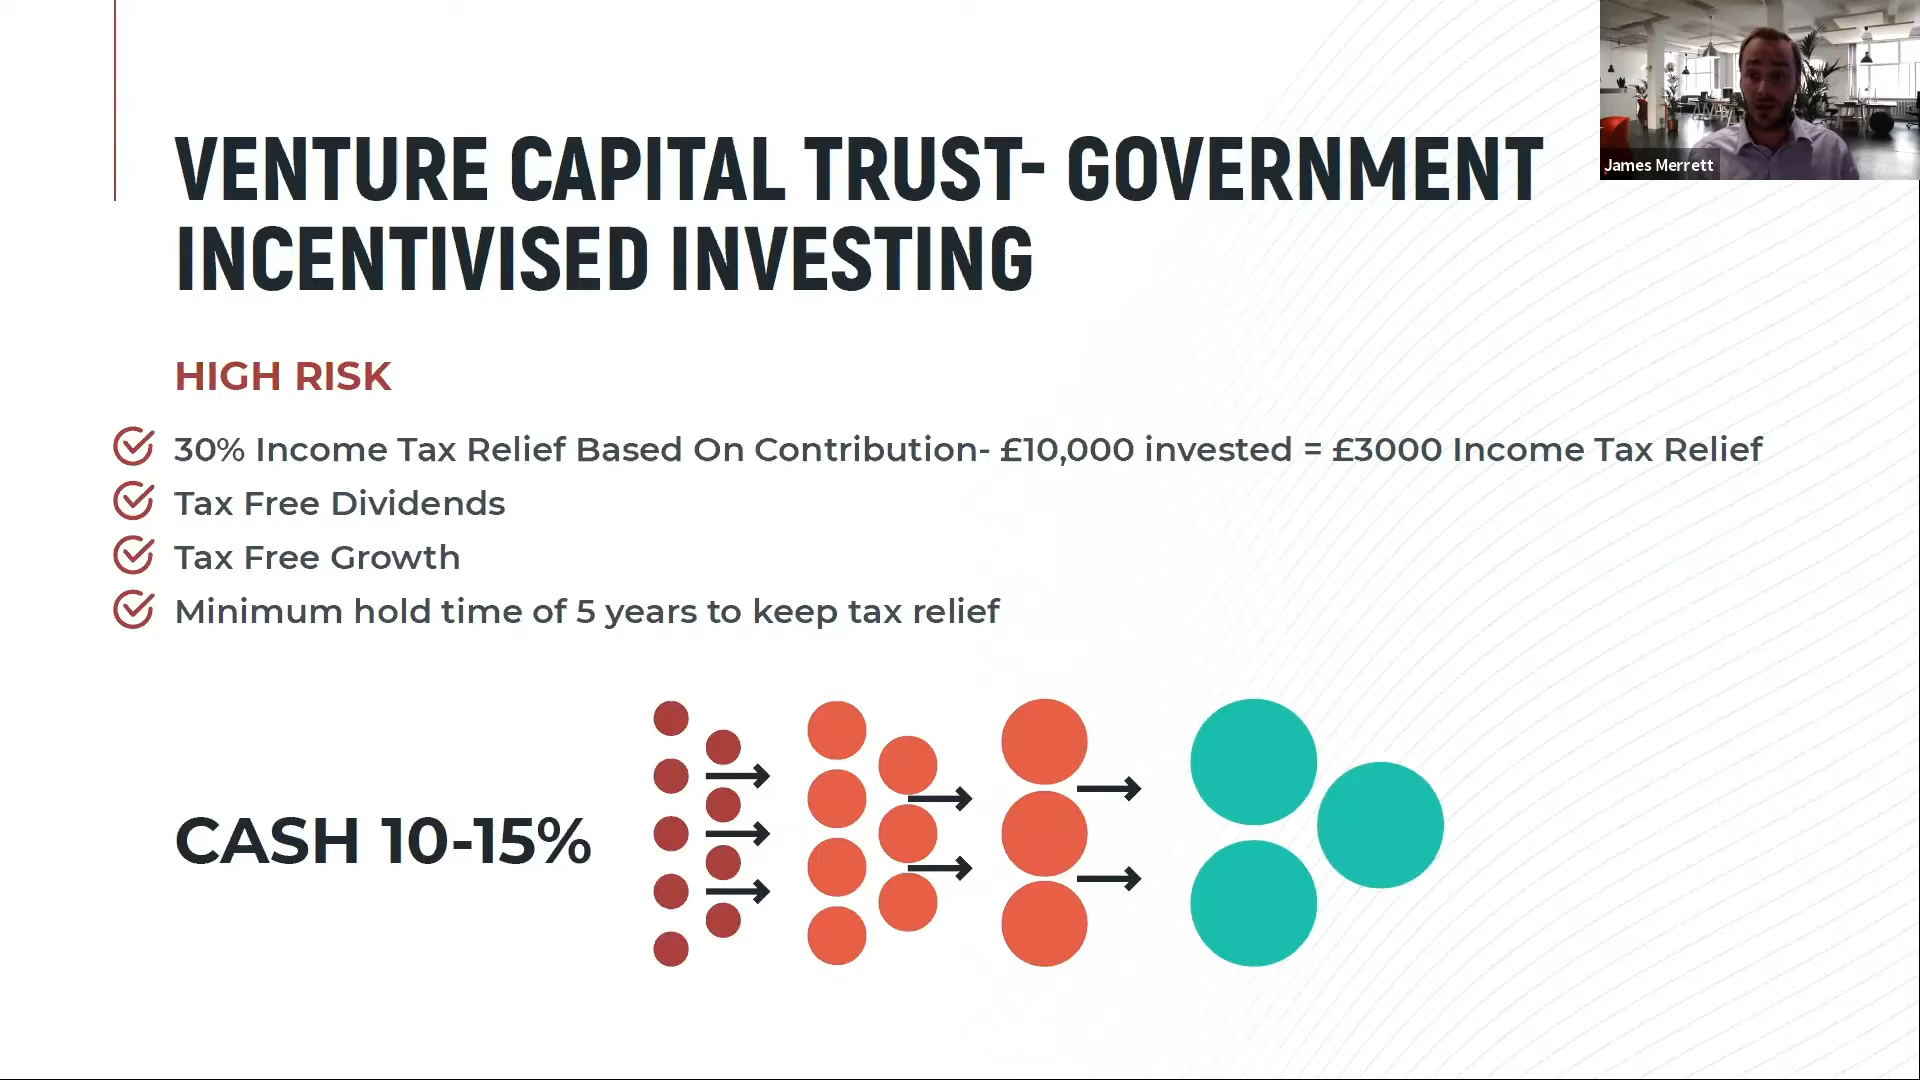 VENTURE CAPITAL TRUST- GOVERNMENT
INCENTIVISED INVESTING
James Merrett
HIGH RISK
30% Income Tax Relief Based On Contribution- £10,000 invested = £3000 Income Tax Relief
Tax Free Dividends
Tax Free Growth
Minimum hold time of 5 years to keep tax relief
CASH 10-15%